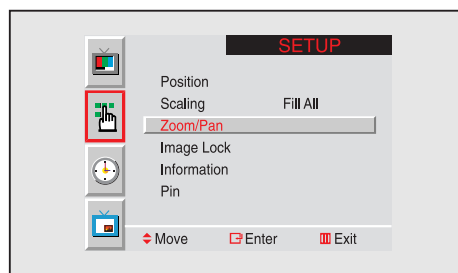 SETUP
Position
Scaling Fill All
Zoom/Pan
Image Lock
Information
Pin
Move Enter Exit